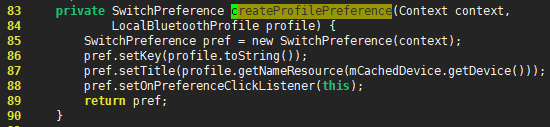 83     private SwitchPreference createProfilePreference(Context context,
84             LocalBluetoothProfile profile) {
85         SwitchPreference pref = new SwitchPreference(context);
86         pref.setKey(profile.toString());
87         pref.setTitle(profile.getNameResource(mCachedDevice.getDevice()));
88         pref.setOnPreferenceClickListener(this);
89         return pref;
90     }